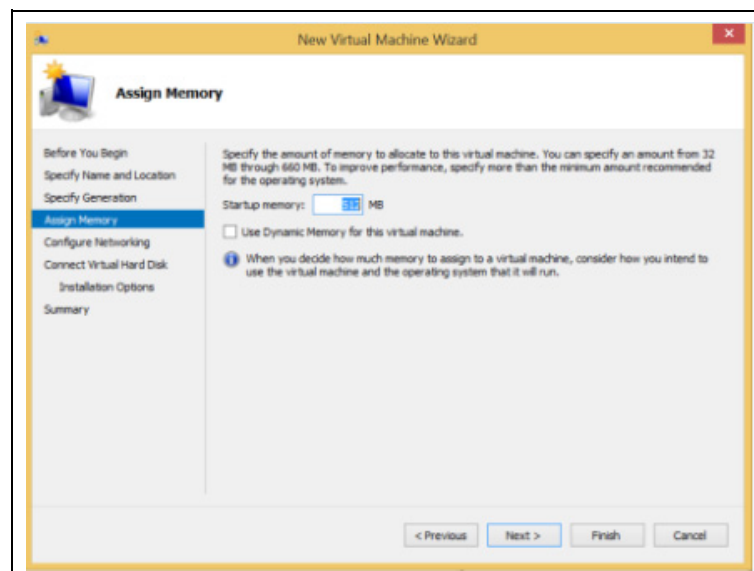 New Virtual Machine Wizard
Assign Memory
Before You Begin
Specify Name and Location
Specify Generation
Assign Memory
Configure Networking
Connect Virtual Hard Disk
Installation Options
Summary
Specify the amount of memory to allocate to this virtual machine. You can specify an amount from 32
MB through 660 MB. To improve performance, specify more than the minimum amount recommended
for the operating system.
Startup memory: 512 MB
Use Dynamic Memory for this virtual machine.
When you decide how much memory to assign to a virtual machine, consider how you intend to
use the virtual machine and the operating system that it will run.
< Previous Next > Finish Cancel